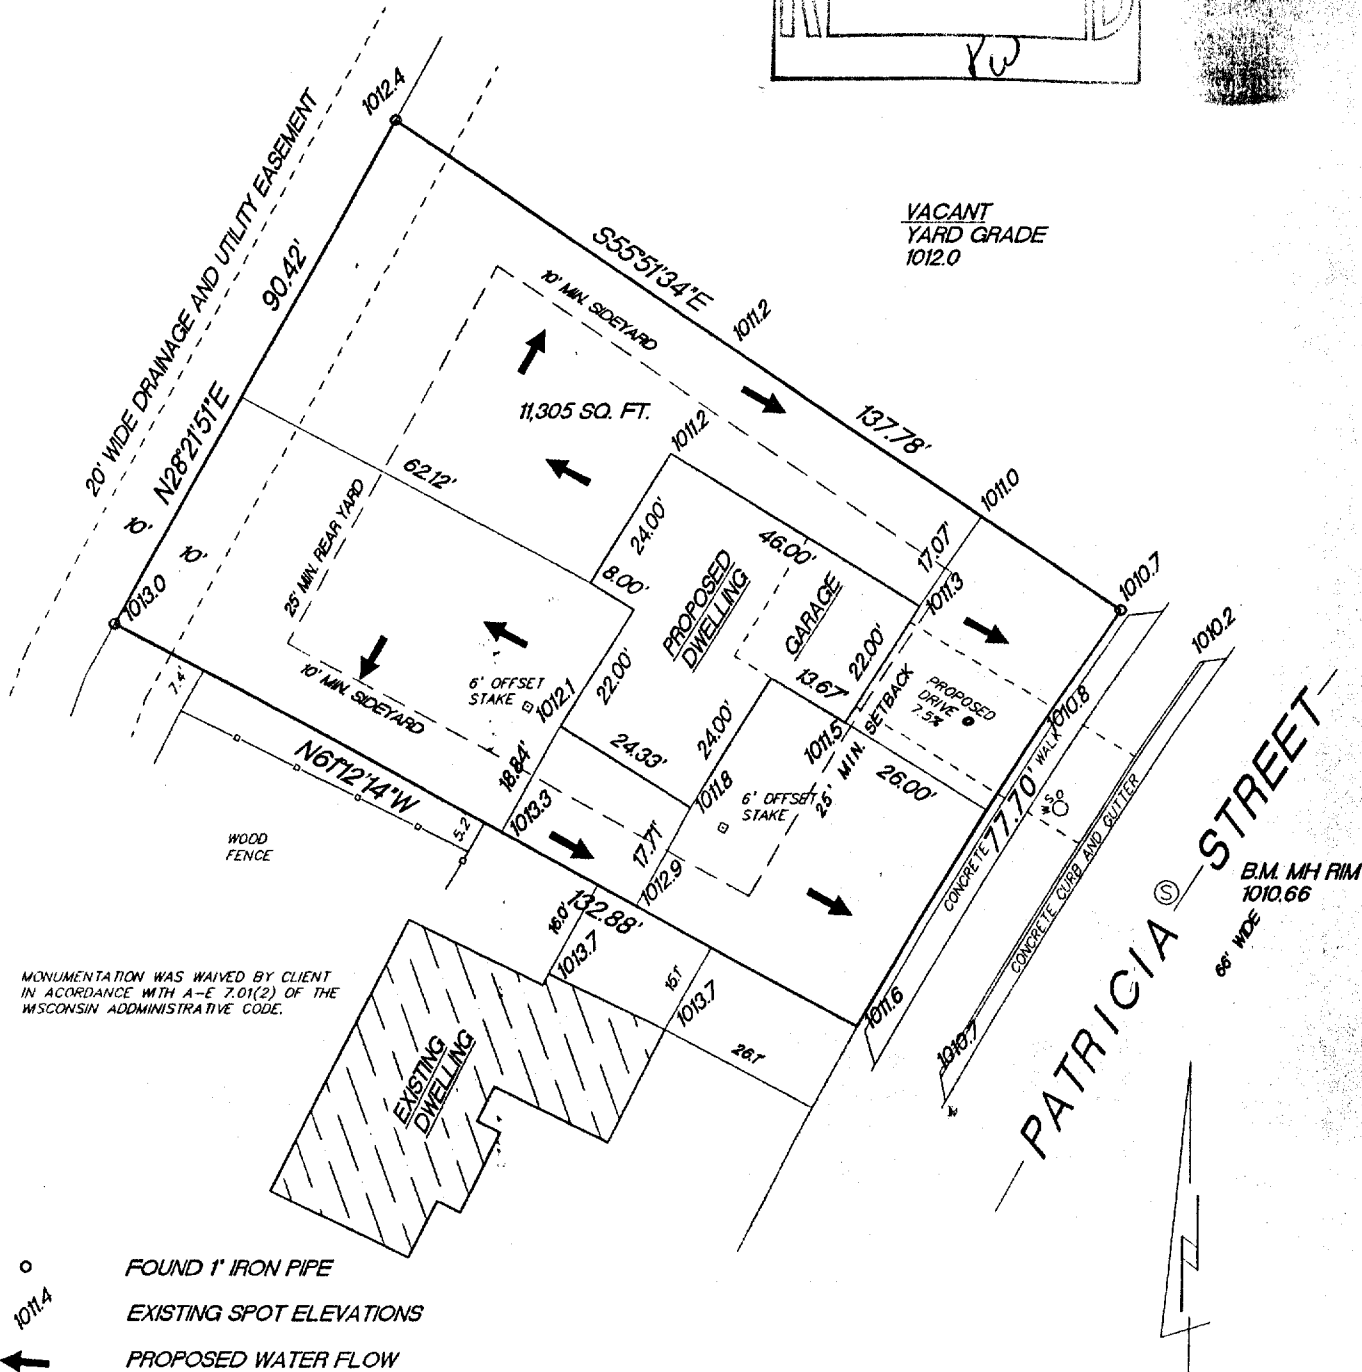 1012.4
20' WIDE DRAINAGE AND UTILITY EASEMENT
90.42'
N28°21'51"E
S55°51'34"E
137.78'
VACANT
YARD GRADE
1012.0
10' MIN. SIDEYARD
1011.2
11,305 SQ. FT.
1011.2
62.12'
25' MIN. REAR YARD
10'
10'
1013.0
24.00'
8.00'
46.00'
PROPOSED
DWELLING
GARAGE
17.07'
1011.0
1011.3
1010.7
1010.2
22.00'
13.67'
22.00'
24.00'
24.33'
6' OFFSET
STAKE
1012.1
10' MIN. SIDEYARD
7.4
N61°12'14"W
18.84'
1013.3
5.2
WOOD
FENCE
1011.8
1011.5
6' OFFSET
STAKE
25' MIN. SETBACK
PROPOSED
DRIVE
7.5%
1010.8
26.00'
CONCRETE 77.70' WALK
W.S.O
CONCRETE CURB AND GUTTER
PATRICIA STREET
S
B.M. MH RIM
1010.66
66' WIDE
17.71'
1012.9
132.88'
16.0'
1013.7
16.1'
1013.7
26.1'
1011.6
1010.7
MONUMENTATION WAS WAIVED BY CLIENT
IN ACORDANCE WITH A-E 7.01(2) OF THE
WISCONSIN ADDMINISTRATIVE CODE.
EXISTING
DWELLING
FOUND 1" IRON PIPE
1011.4
EXISTING SPOT ELEVATIONS
PROPOSED WATER FLOW